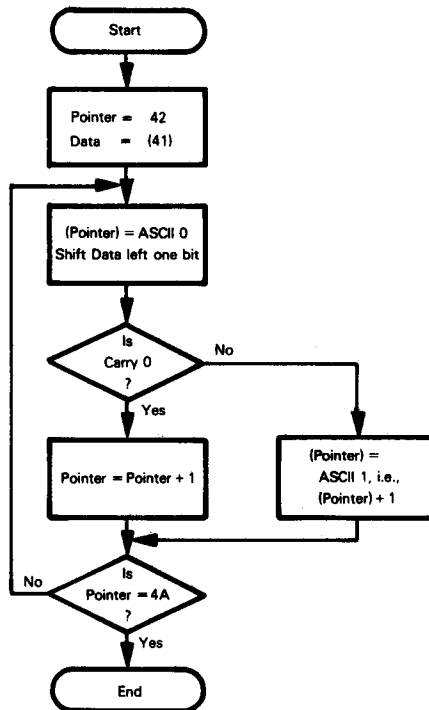 Start
Pointer = 42
Data = (41)
(Pointer) = ASCII 0
Shift Data left one bit
Is
Carry 0
?
No
Yes
Pointer = Pointer + 1
(Pointer) =
ASCII 1, i.e.,
(Pointer) + 1
No
Is
Pointer = 4A
?
Yes
End